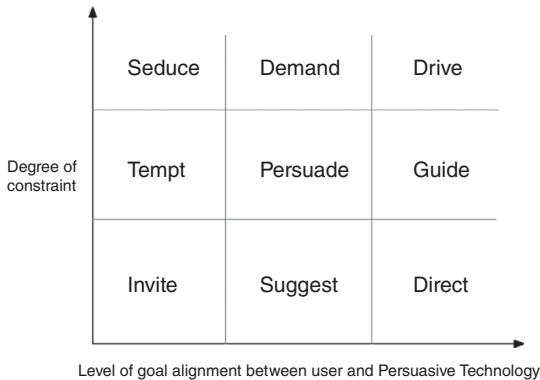 Seduce Demand Drive
Degree of
constraint
Tempt Persuade Guide
Invite Suggest Direct
Level of goal alignment between user and Persuasive Technology